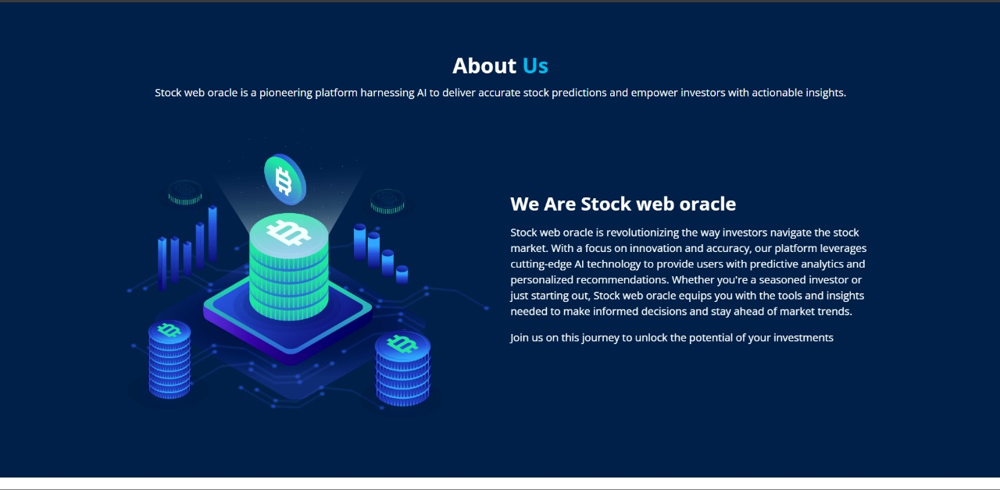 About Us
Stock web oracle is a pioneering platform harnessing AI to deliver accurate stock predictions and empower investors with actionable insights.
We Are Stock web oracle
Stock web oracle is revolutionizing the way investors navigate the stock
market. With a focus on innovation and accuracy, our platform leverages
cutting-edge AI technology to provide users with predictive analytics and
personalized recommendations. Whether you're a seasoned investor or
just starting out, Stock web oracle equips you with the tools and insights
needed to make informed decisions and stay ahead of market trends.
Join us on this journey to unlock the potential of your investments